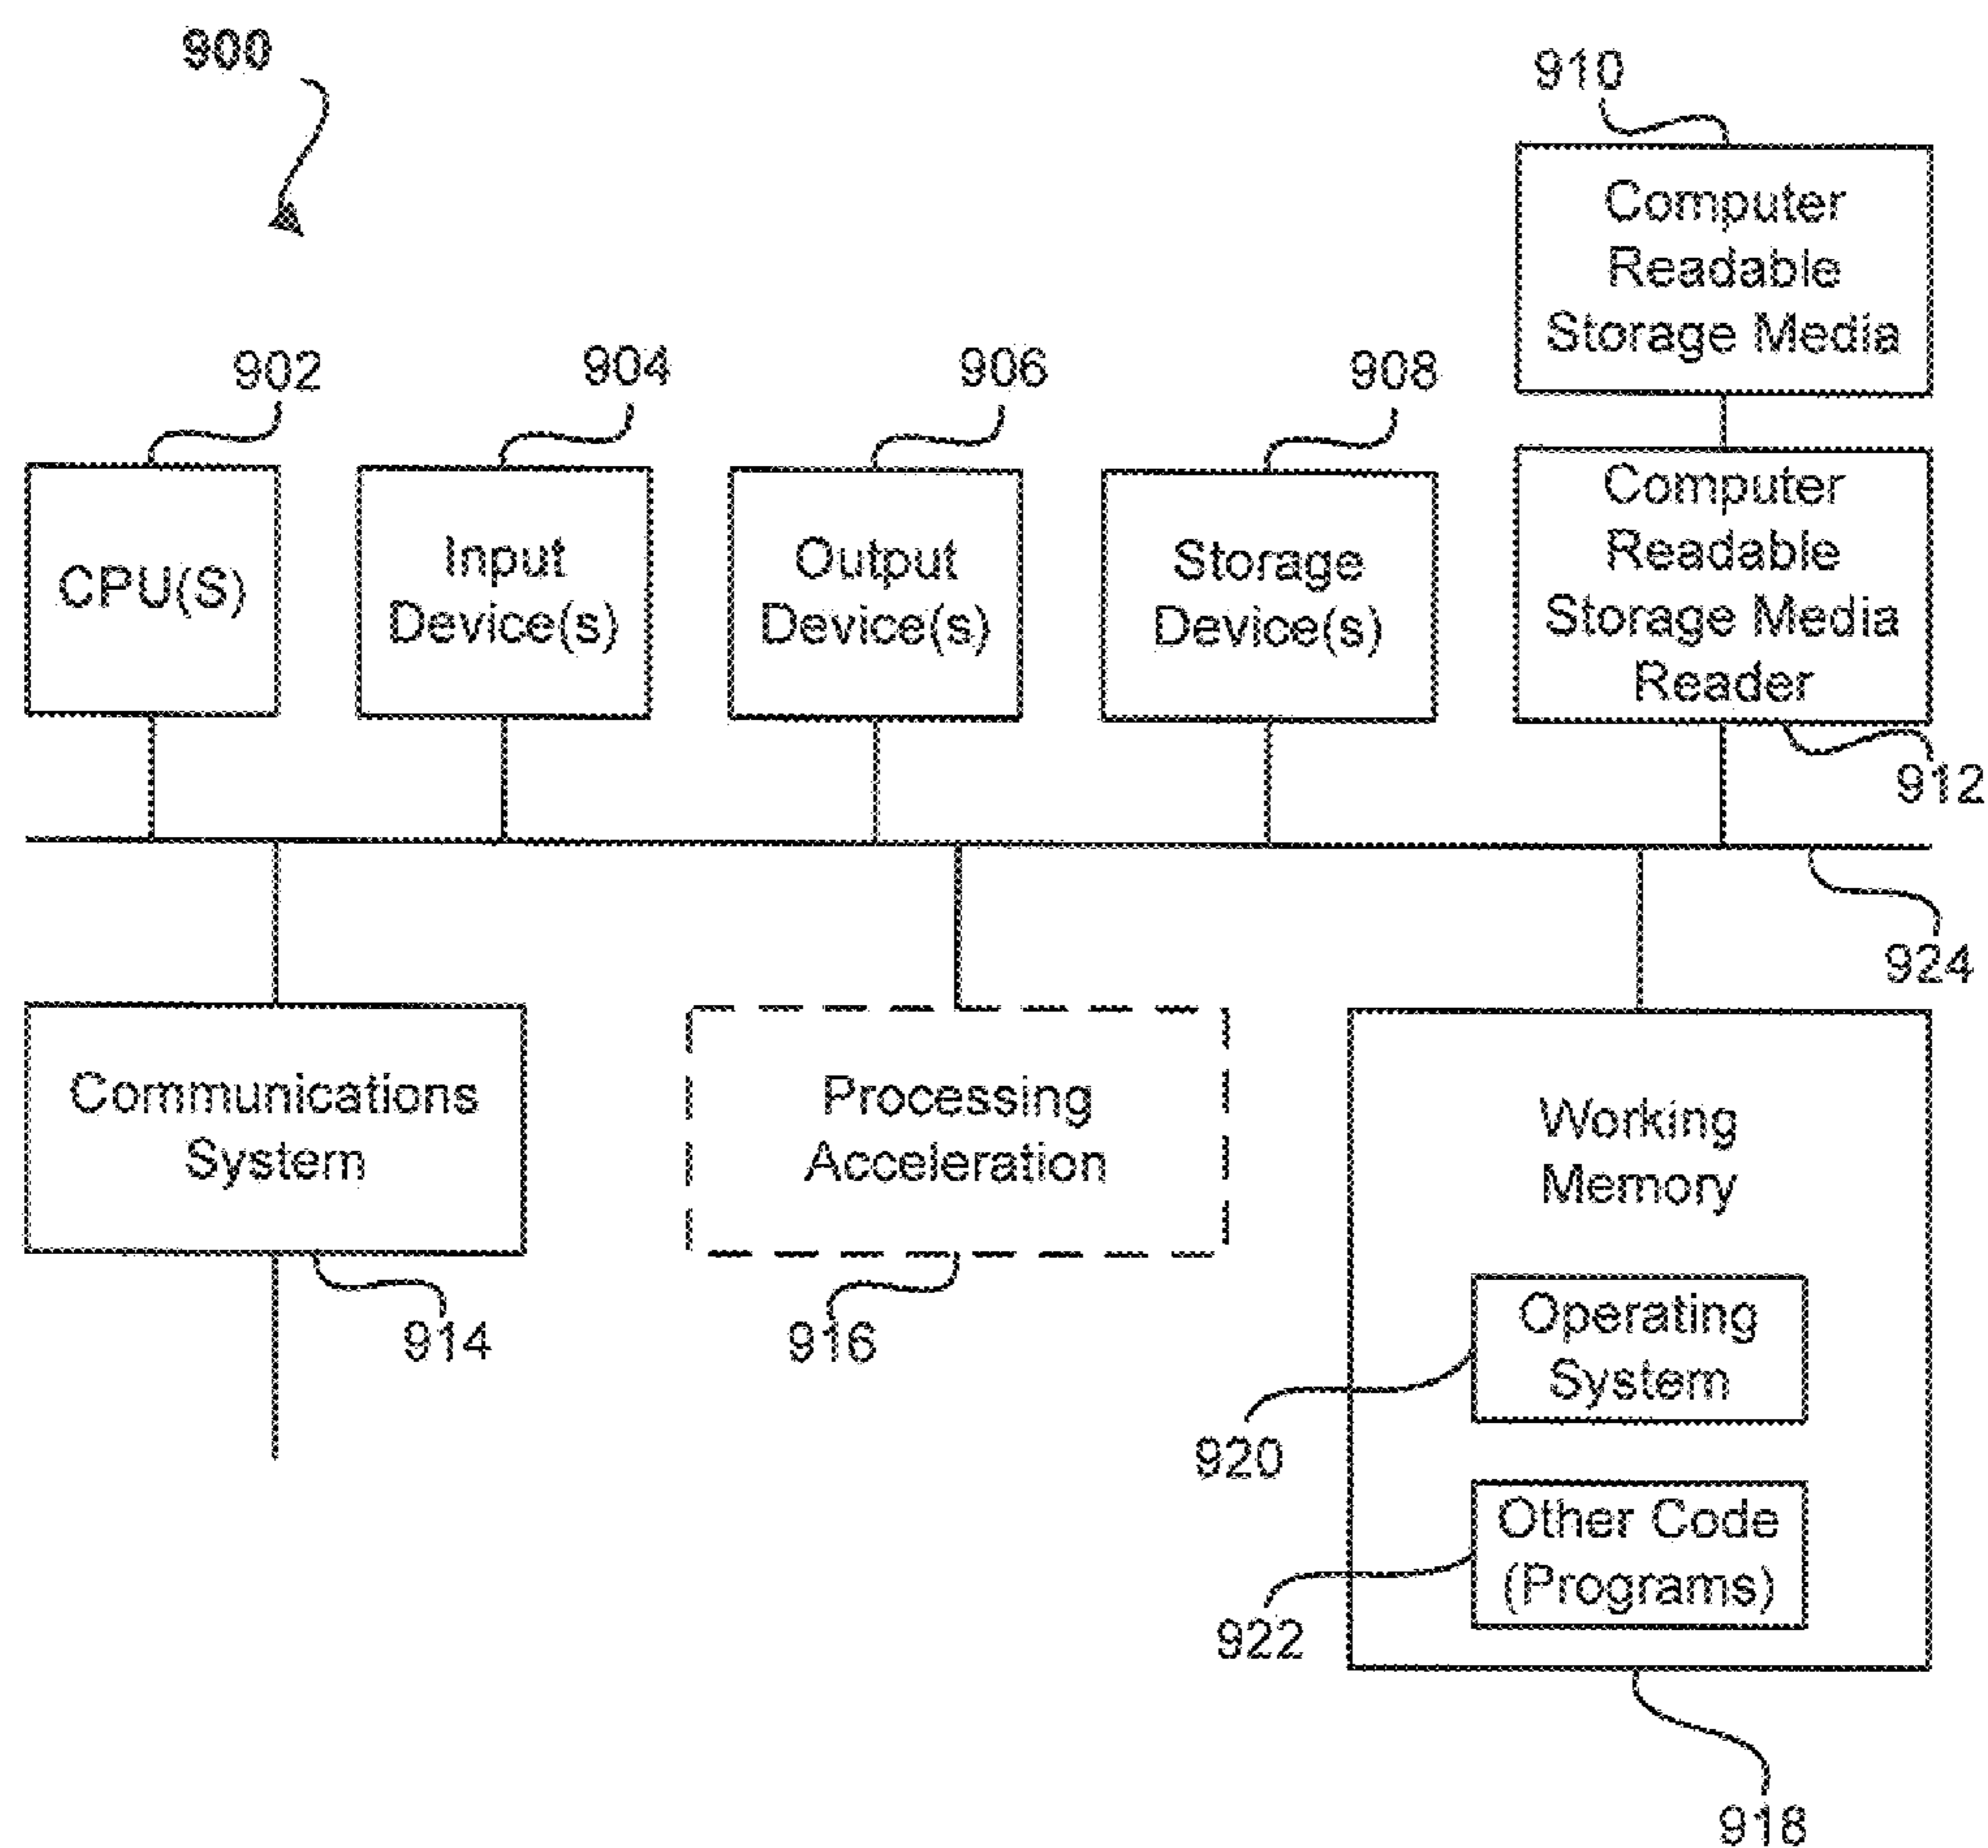 900
910
Computer
Readable
Storage Media
902
904
906
908
CPU(S)
Input
Device(s)
Output
Device(s)
Storage
Device(s)
Computer
Readable
Storage Media
Reader
912
924
Communications
System
914
Processing
Acceleration
916
Working
Memory
Operating
System
920
Other Code
(Programs)
922
918